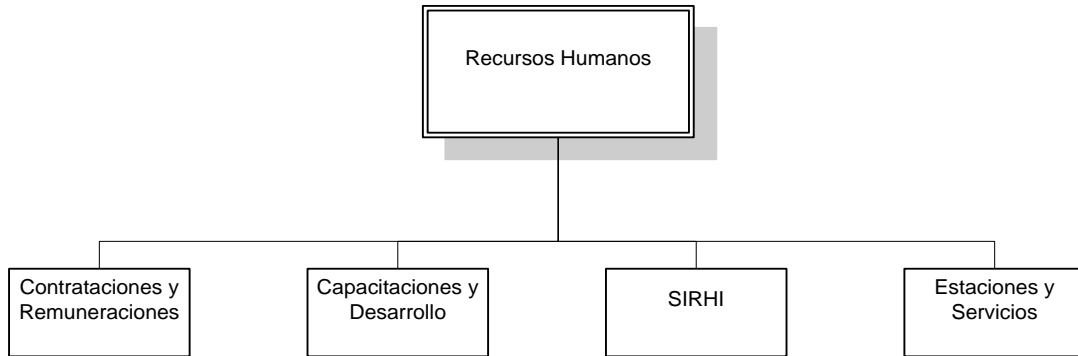 Recursos Humanos
Contrataciones y
Remuneraciones
Capacitaciones y
Desarrollo
SIRHI
Estaciones y
Servicios